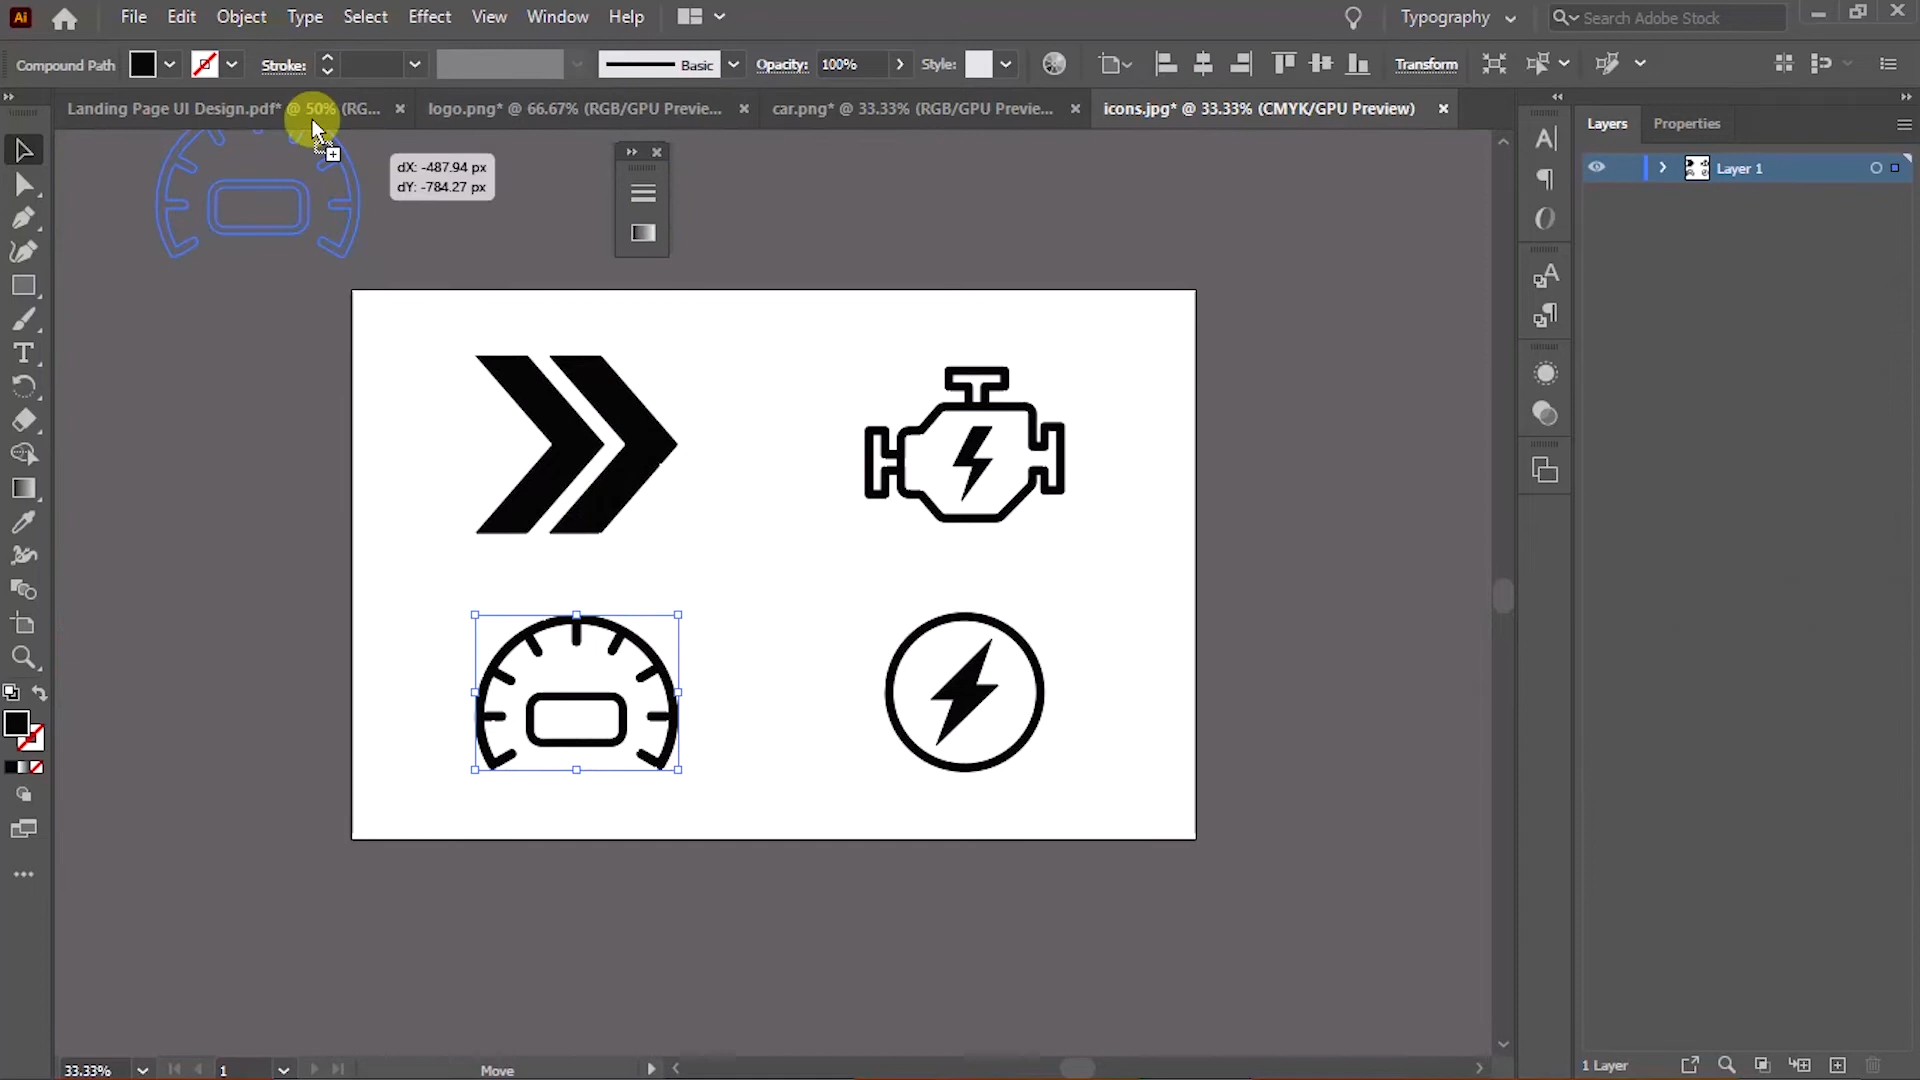 Ai File Edit Object Type Select Effect View Window Help Typography Search Adobe Stock
Compound Path Stroke: Basic Opacity: 100% Style: Transform
Landing Page UI Design.pdf* @ 50% (RG... logo.png* @ 66.67% (RGB/GPU Previe... car.png* @ 33.33% (RGB/GPU Previe... icons.jpg* @ 33.33% (CMYK/GPU Preview)
Layers Properties
dX: -487.94 px
dY: -784.27 px
Layer 1
33.33% 1 Move
1 Layer